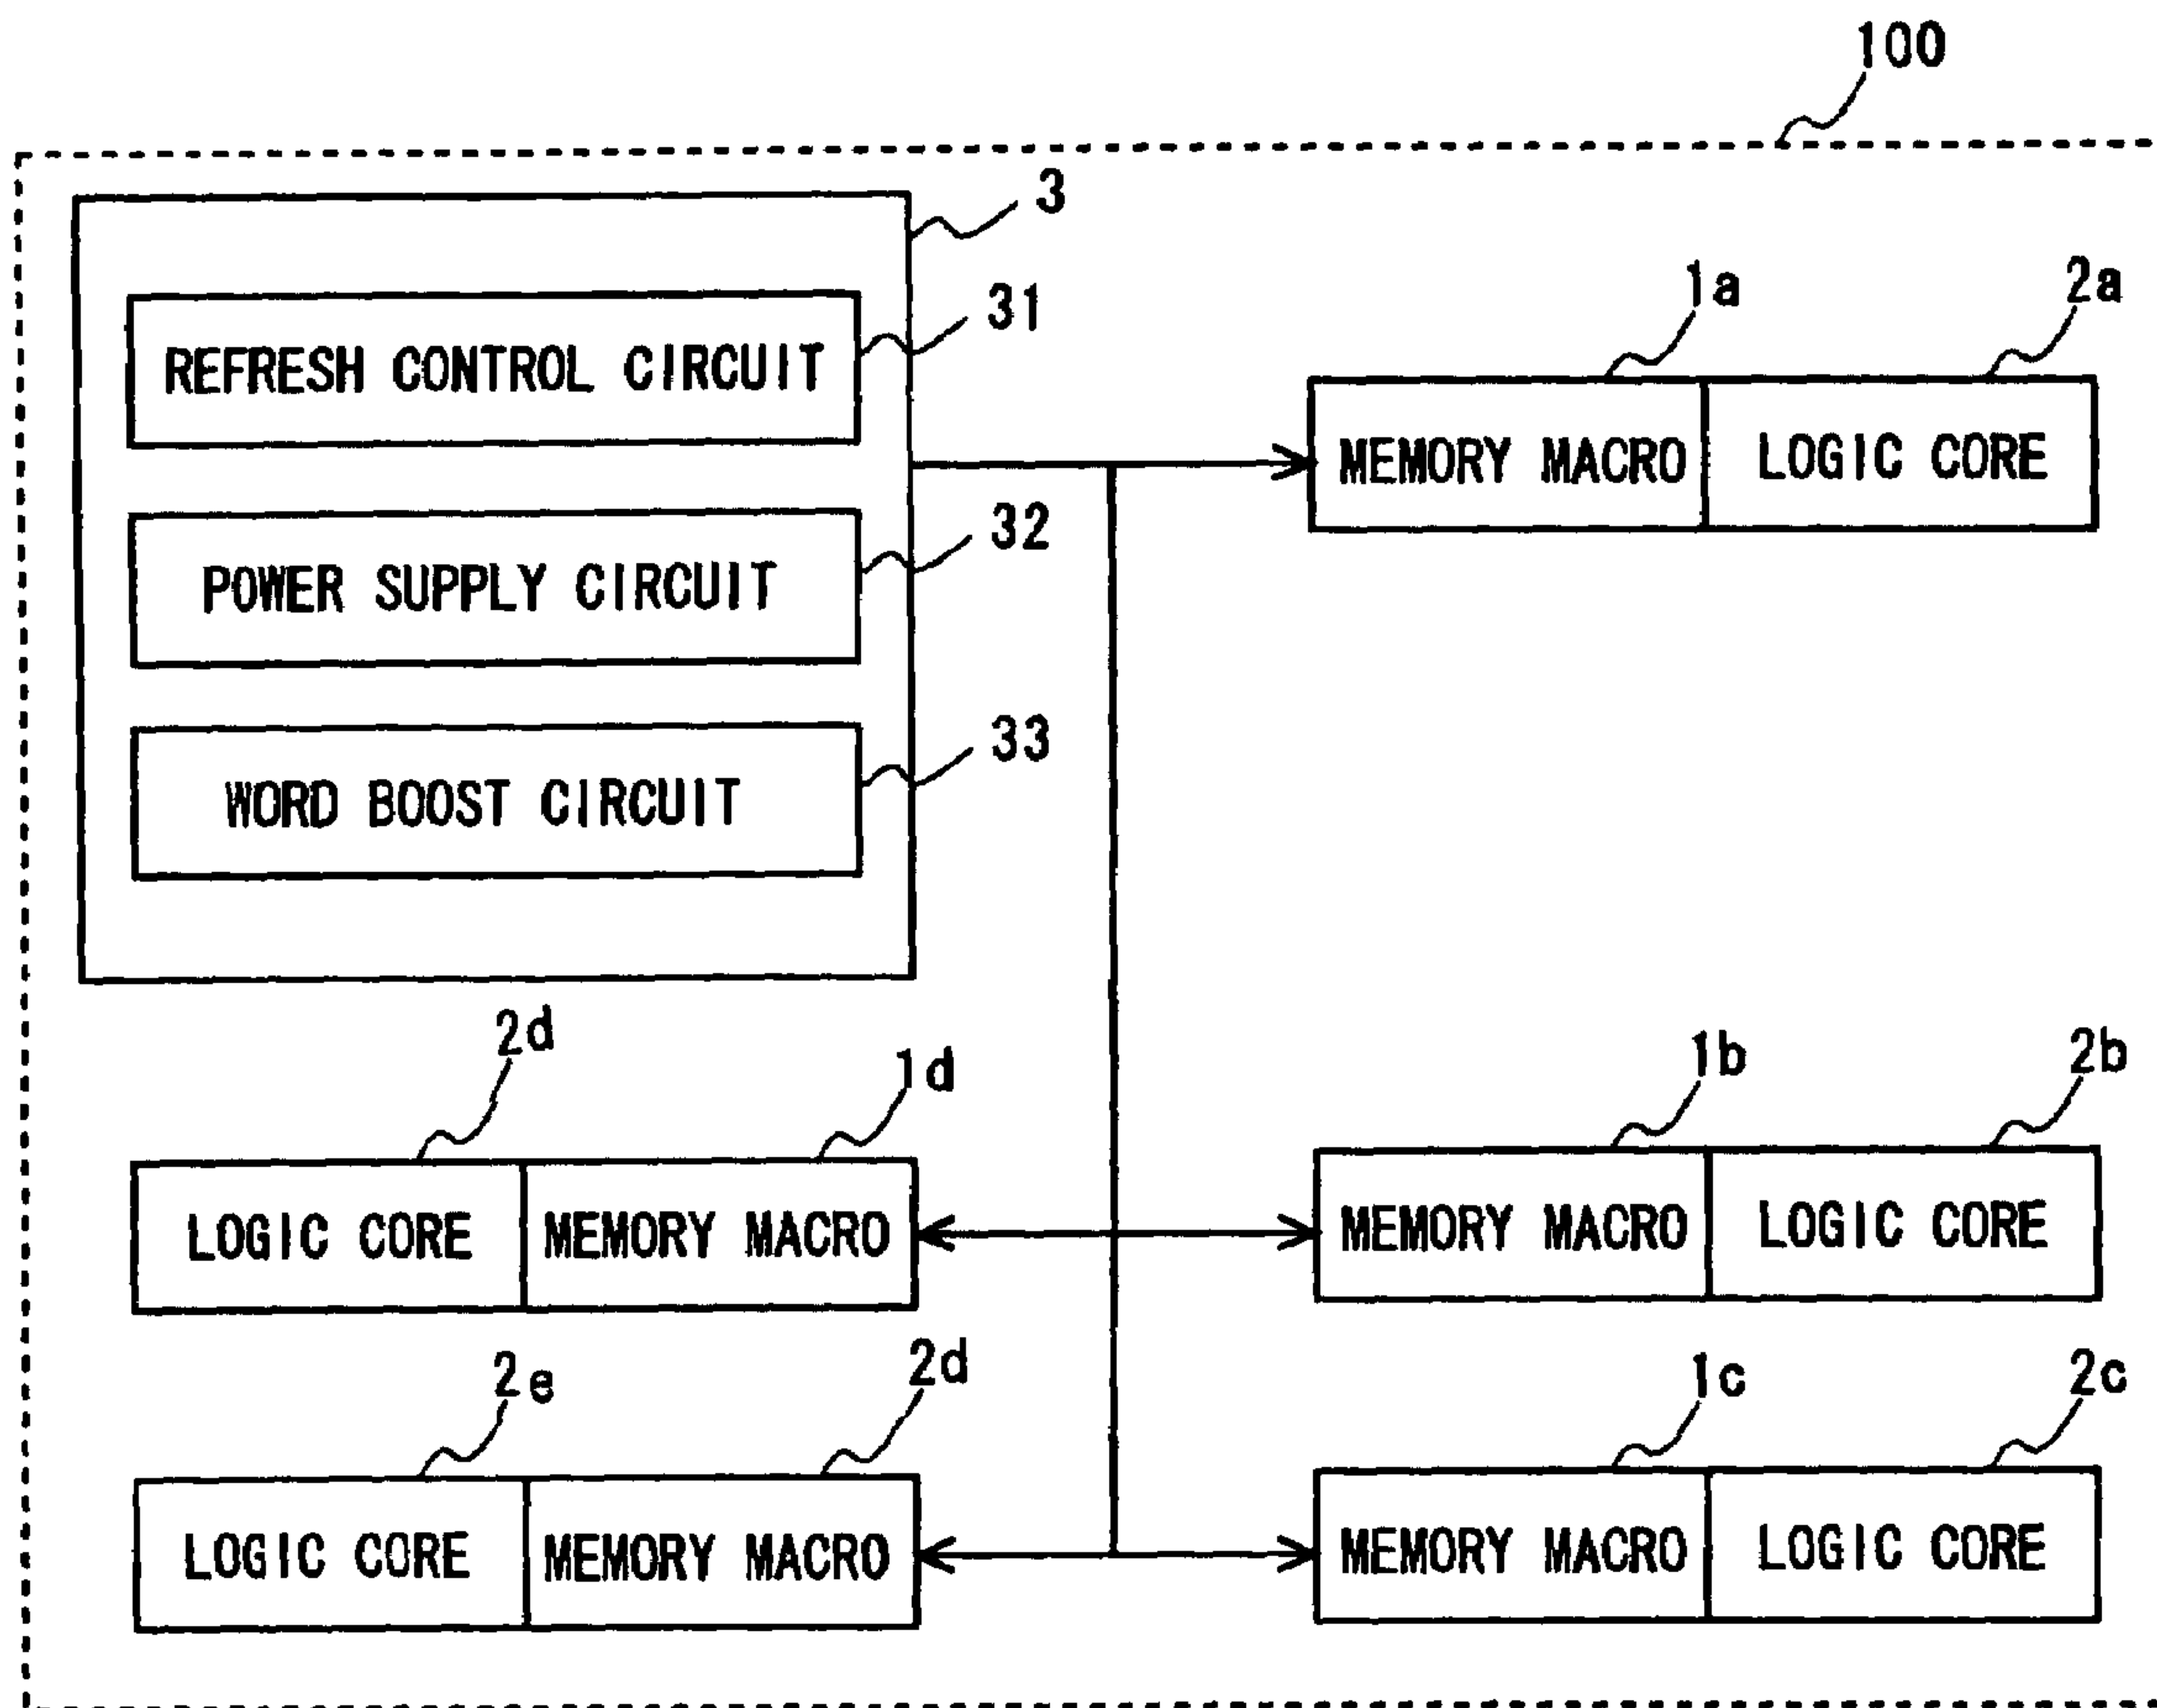 100
3
31
REFRESH CONTROL CIRCUIT
1a
2a
MEMORY MACRO
LOGIC CORE
32
POWER SUPPLY CIRCUIT
33
WORD BOOST CIRCUIT
2d
1d
1b
2b
LOGIC CORE
MEMORY MACRO
MEMORY MACRO
LOGIC CORE
2e
2d
1c
2c
LOGIC CORE
MEMORY MACRO
MEMORY MACRO
LOGIC CORE